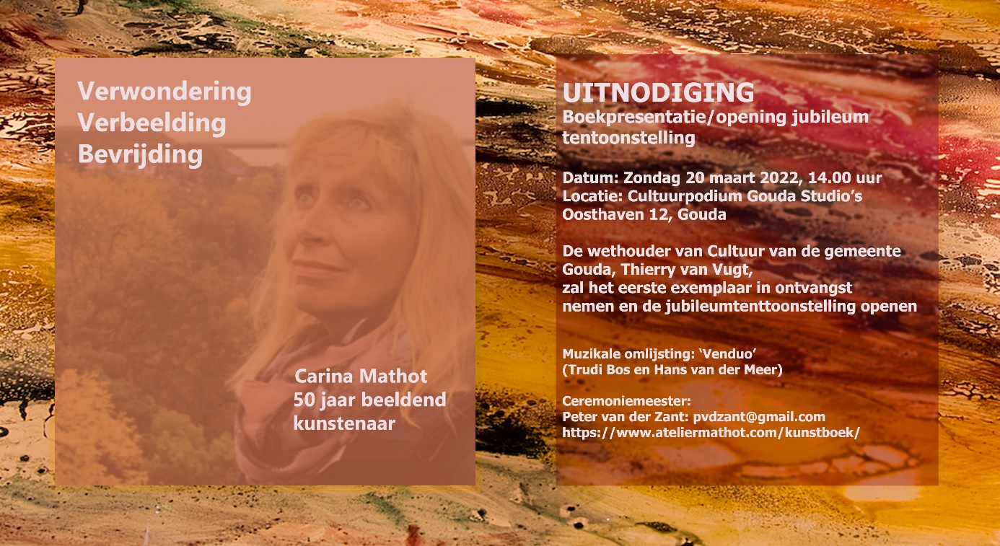 Verwondering
Verbeelding
Bevrijding
Carina Mathot
50 jaar beeldend
kunstenaar
UITNODIGING
Boekpresentatie/opening jubileum
tentoonstelling
Datum: Zondag 20 maart 2022, 14.00 uur
Locatie: Cultuurpodium Gouda Studio’s
Oosthaven 12, Gouda
De wethouder van Cultuur van de gemeente
Gouda, Thierry van Vugt,
zal het eerste exemplaar in ontvangst
nemen en de jubileumtenttoonstelling openen
Muzikale omlijsting: ‘Venduo’
(Trudi Bos en Hans van der Meer)
Ceremoniemeester:
Peter van der Zant: pvdzant@gmail.com
https://www.ateliermathot.com/kunstboek/